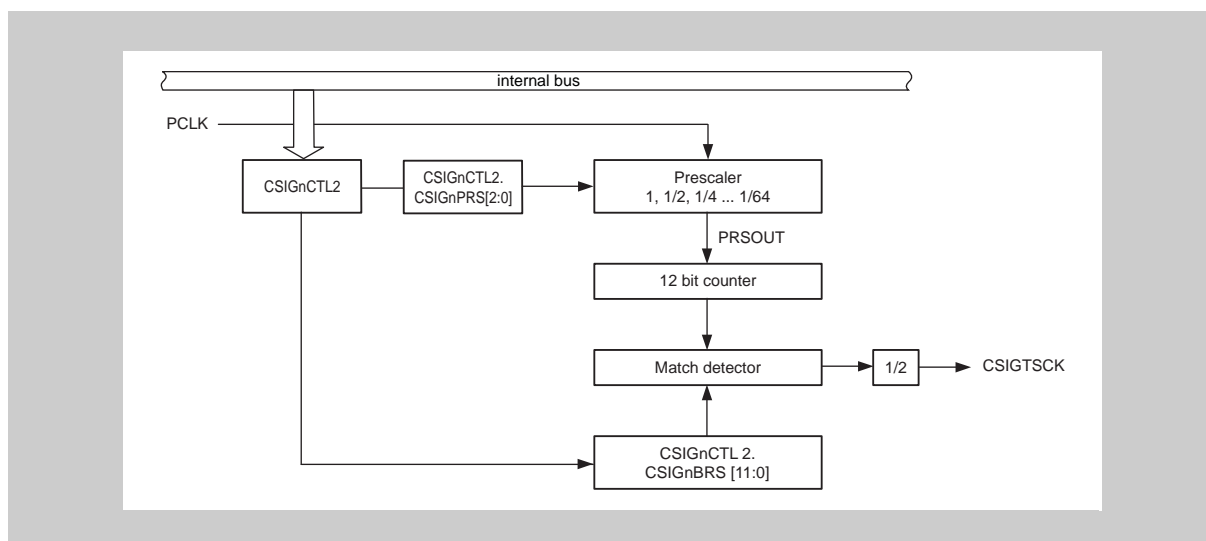 internal bus
PCLK
CSIGnCTL2
CSIGnCTL2.
CSIGnPRS[2:0]
Prescaler
1, 1/2, 1/4 ... 1/64
PRSOUT
12 bit counter
Match detector
1/2
CSIGTSCK
CSIGnCTL 2.
CSIGnBRS [11:0]